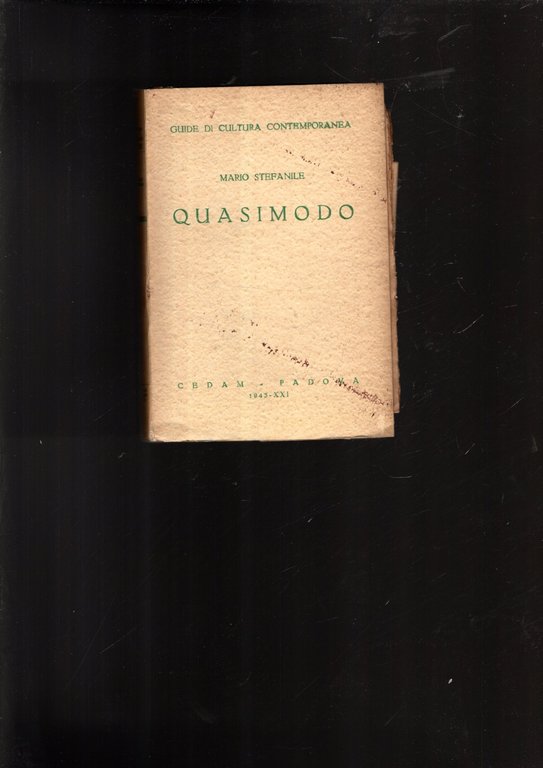 GUIDE DI CULTURA CONTEMPORANEA
MARIO STEFANILE
QUASIMODO
CEDAM - PADOVA
1943-XXI